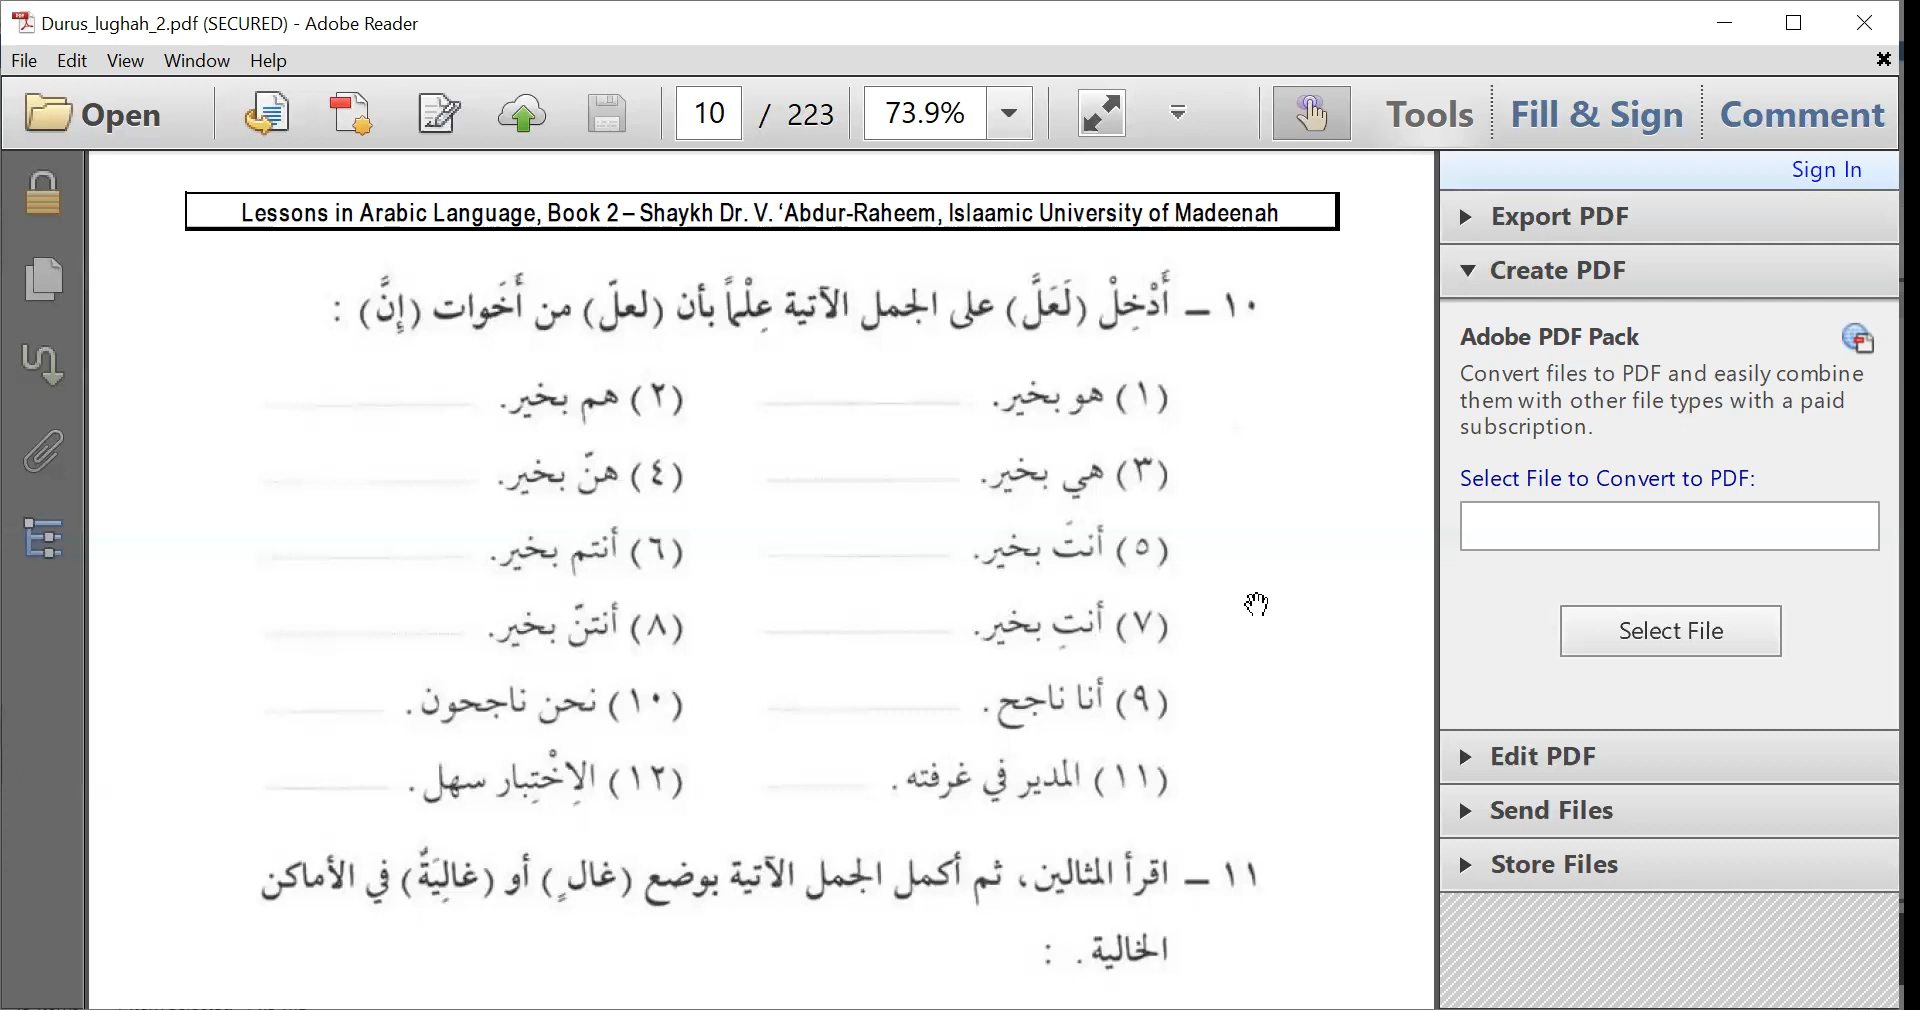 Durus_lughah_2.pdf (SECURED) - Adobe Reader
File Edit View Window Help
Open 10 / 223 73.9% Tools Fill & Sign Comment
Sign In
Export PDF
Create PDF
Adobe PDF Pack
Convert files to PDF and easily combine
them with other file types with a paid
subscription.
Select File to Convert to PDF:
Select File
Edit PDF
Send Files
Store Files
Lessons in Arabic Language, Book 2 – Shaykh Dr. V. ‘Abdur-Raheem, Islaamic University of Madeenah
١٠ – أَدْخِلْ (لَعَلَّ) على الجمل الآتية عِلْماً بأن (لعلّ) من أَخَوات (إِنَّ) :
(١) هو بخير. (٢) هم بخير.
(٣) هي بخير. (٤) هنّ بخير.
(٥) أنتَ بخير. (٦) أنتم بخير.
(٧) أنتِ بخير. (٨) أنتنّ بخير.
(٩) أنا ناجح. (١٠) نحن ناجحون.
(١١) المدير في غرفته. (١٢) الاِخْتِبار سهل.
١١ – اقرأ المثالين، ثم أكمل الجمل الآتية بوضع (غالٍ) أو (غالِيَةٌ) في الأماكن
الخالية. :